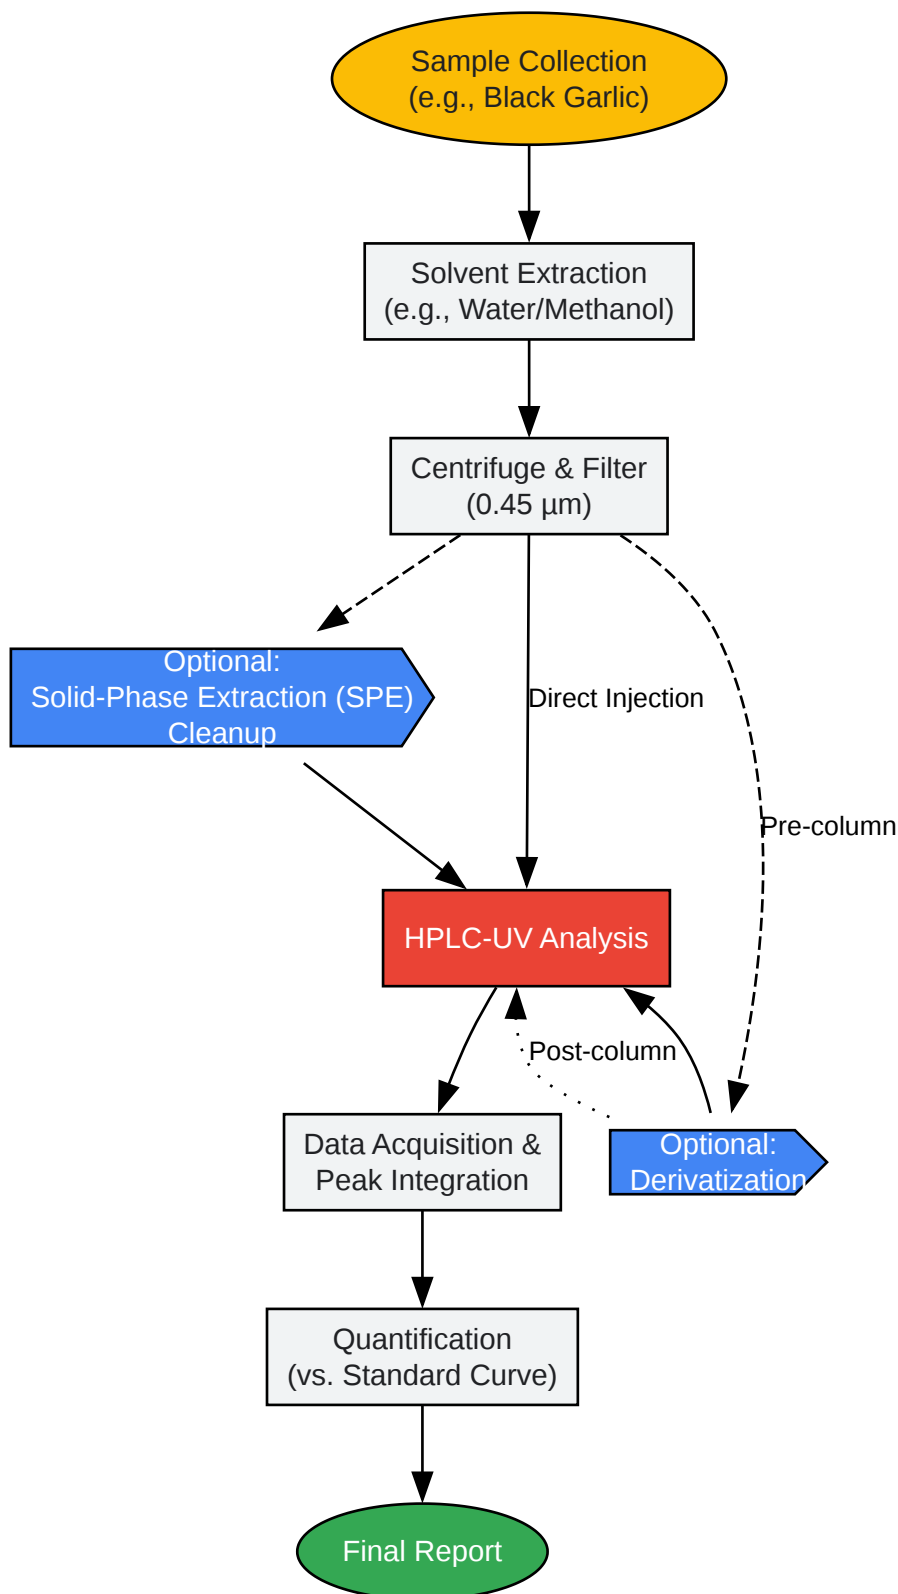 Sample Collection
(e.g., Black Garlic)
Solvent Extraction
(e.g., Water/Methanol)
Centrifuge & Filter
(0.45 µm)
Optional:
Solid-Phase Extraction (SPE)
Cleanup
Direct Injection
Pre-column
HPLC-UV Analysis
Post-column
Data Acquisition &
Peak Integration
Optional:
Derivatization
Quantification
(vs. Standard Curve)
Final Report